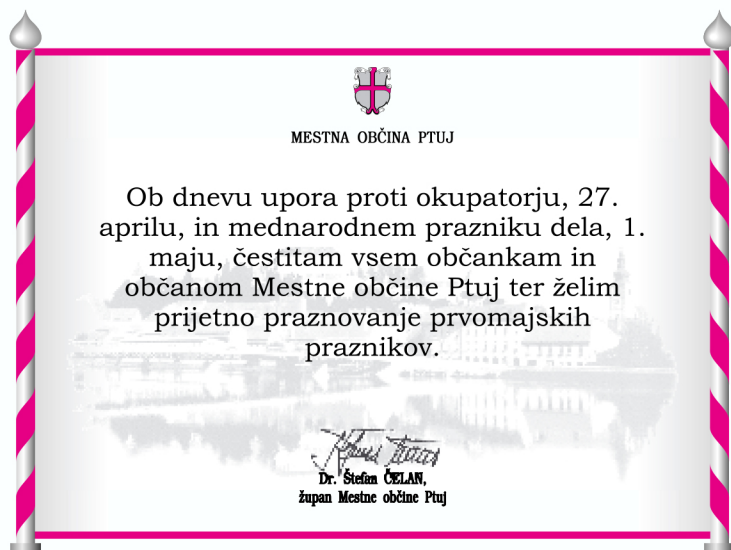 MESTNA OBČINA PTUJ
Ob dnevu upora proti okupatorju, 27.
aprilu, in mednarodnem prazniku dela, 1.
maju, čestitam vsem občankam in
občanom Mestne občine Ptuj ter želim
prijetno praznovanje prvomajskih
praznikov.
Dr. Štefan ČELAN,
župan Mestne občine Ptuj